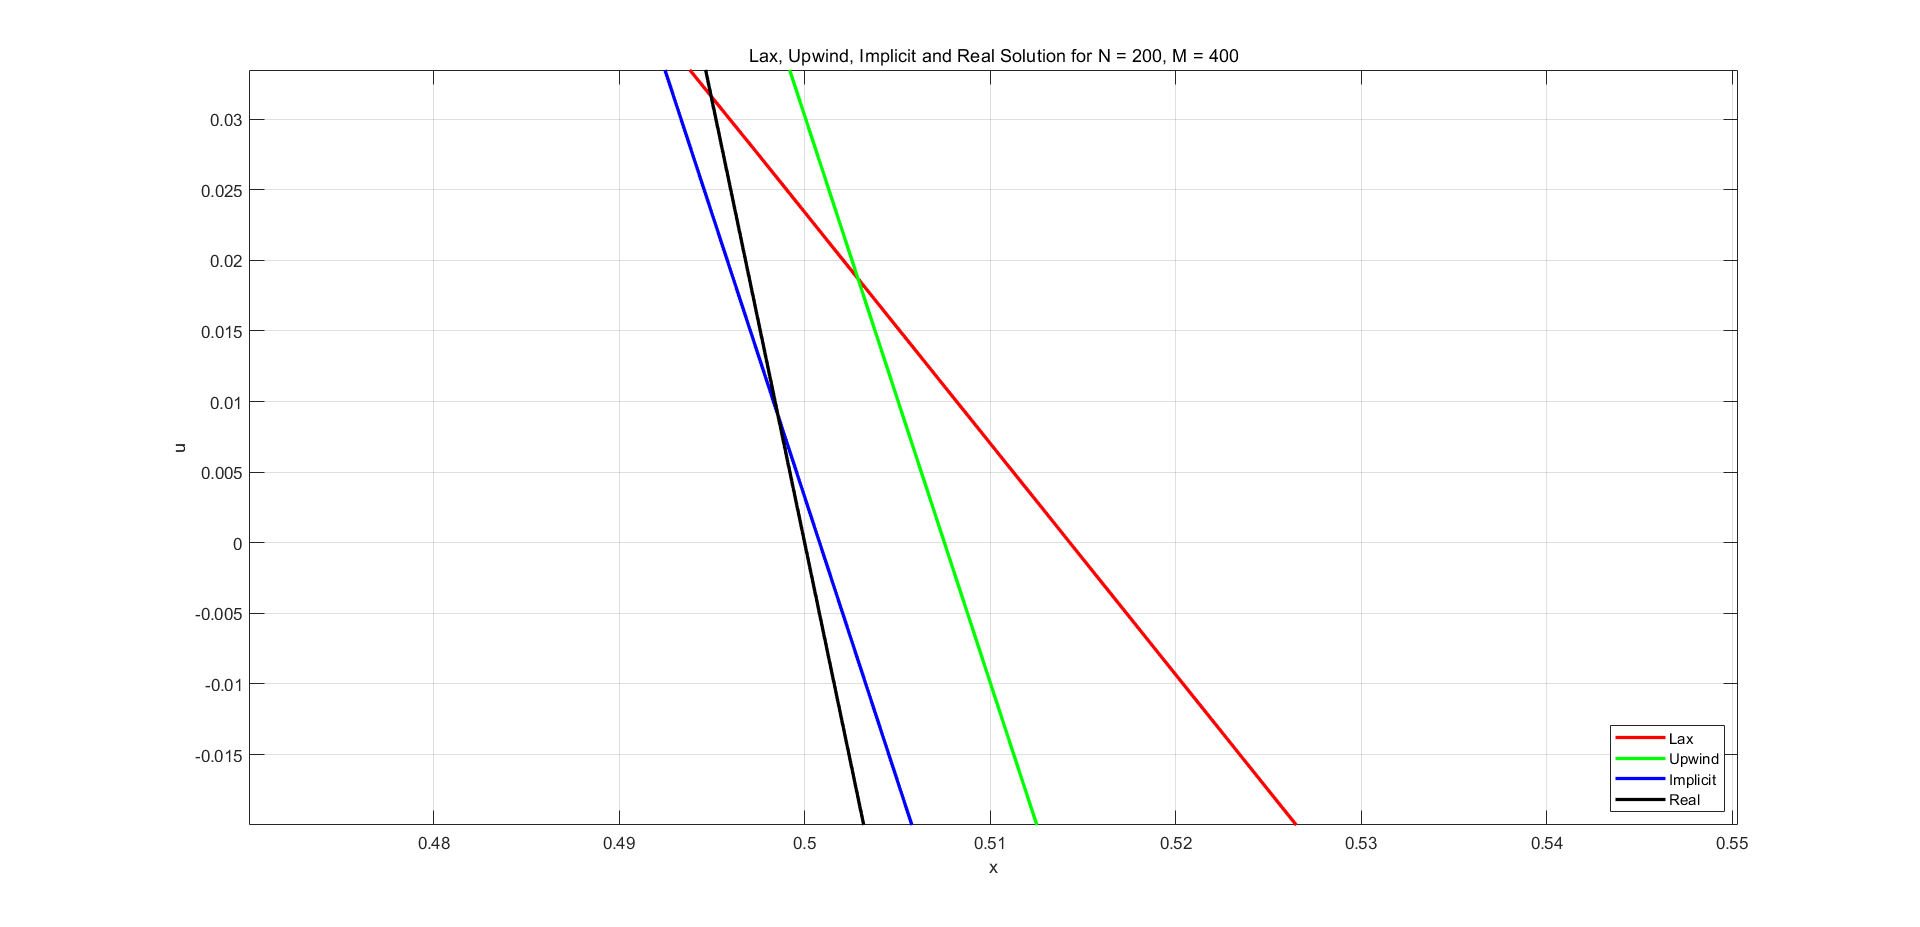 Lax, Upwind, Implicit and Real Solution for N = 200, M = 400
0.03
0.025
0.02
0.015
0.01
0.005
0
-0.005
-0.01
-0.015
u
0.48 0.49 0.5 0.51 0.52 0.53 0.54 0.55
x
Lax
Upwind
Implicit
Real